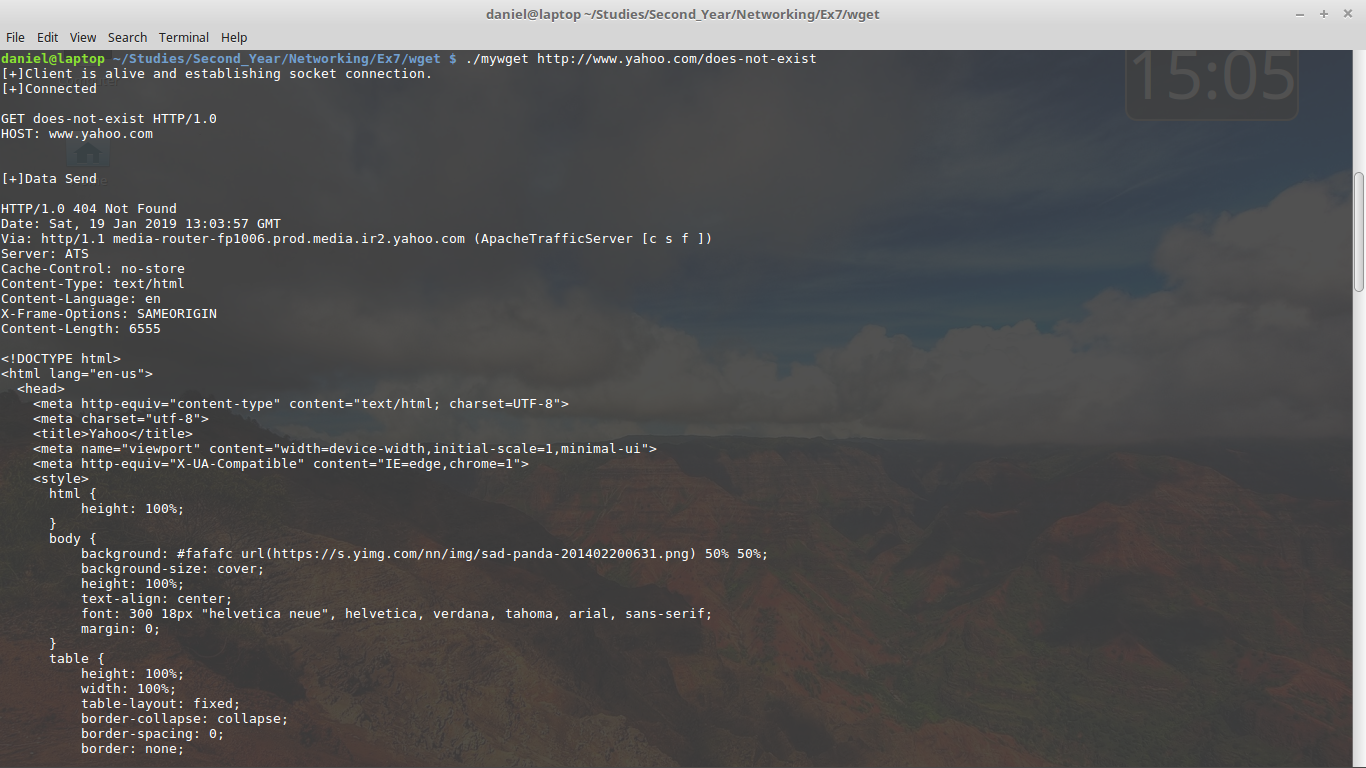 daniel@laptop ~/Studies/Second_Year/Networking/Ex7/wget
File Edit View Search Terminal Help
daniel@laptop ~/Studies/Second_Year/Networking/Ex7/wget $ ./mywget http://www.yahoo.com/does-not-exist
[+]Client is alive and establishing socket connection.
[+]Connected
15:05
GET does-not-exist HTTP/1.0
HOST: www.yahoo.com
[+]Data Send
HTTP/1.0 404 Not Found
Date: Sat, 19 Jan 2019 13:03:57 GMT
Via: http/1.1 media-router-fp1006.prod.media.ir2.yahoo.com (ApacheTrafficServer [c s f ])
Server: ATS
Cache-Control: no-store
Content-Type: text/html
Content-Language: en
X-Frame-Options: SAMEORIGIN
Content-Length: 6555
<!DOCTYPE html>
<html lang="en-us">
  <head>
    <meta http-equiv="content-type" content="text/html; charset=UTF-8">
    <meta charset="utf-8">
    <title>Yahoo</title>
    <meta name="viewport" content="width=device-width,initial-scale=1,minimal-ui">
    <meta http-equiv="X-UA-Compatible" content="IE=edge,chrome=1">
    <style>
      html {
          height: 100%;
      }
      body {
          background: #fafafc url(https://s.yimg.com/nn/img/sad-panda-201402200631.png) 50% 50%;
          background-size: cover;
          height: 100%;
          text-align: center;
          font: 300 18px "helvetica neue", helvetica, verdana, tahoma, arial, sans-serif;
          margin: 0;
      }
      table {
          height: 100%;
          width: 100%;
          table-layout: fixed;
          border-collapse: collapse;
          border-spacing: 0;
          border: none;